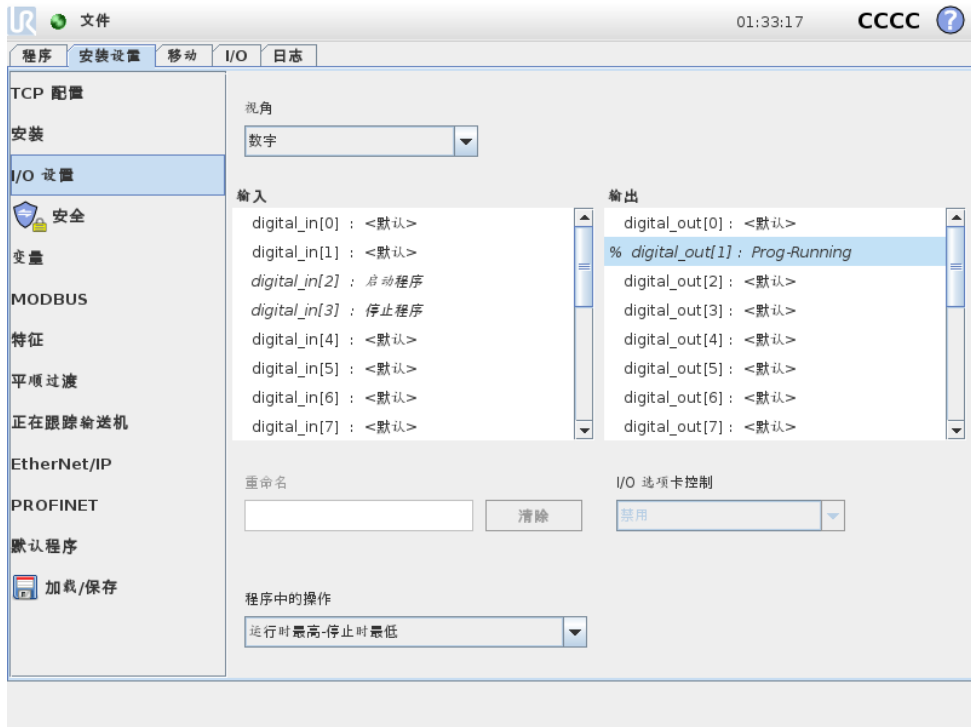 UR 文件 01:33:17 CCCC ?
程序 安装设置 移动 I/O 日志
TCP 配置
安装
I/O 设置
安全
变量
MODBUS
特征
平顺过渡
正在跟踪输送机
EtherNet/IP
PROFINET
默认程序
加载/保存
视角
数字
输入
digital_in[0] : <默认>
digital_in[1] : <默认>
digital_in[2] : 启动程序
digital_in[3] : 停止程序
digital_in[4] : <默认>
digital_in[5] : <默认>
digital_in[6] : <默认>
digital_in[7] : <默认>
输出
digital_out[0] : <默认>
% digital_out[1] : Prog-Running
digital_out[2] : <默认>
digital_out[3] : <默认>
digital_out[4] : <默认>
digital_out[5] : <默认>
digital_out[6] : <默认>
digital_out[7] : <默认>
重命名
清除
I/O 选项卡控制
禁用
程序中的操作
运行时最高-停止时最低